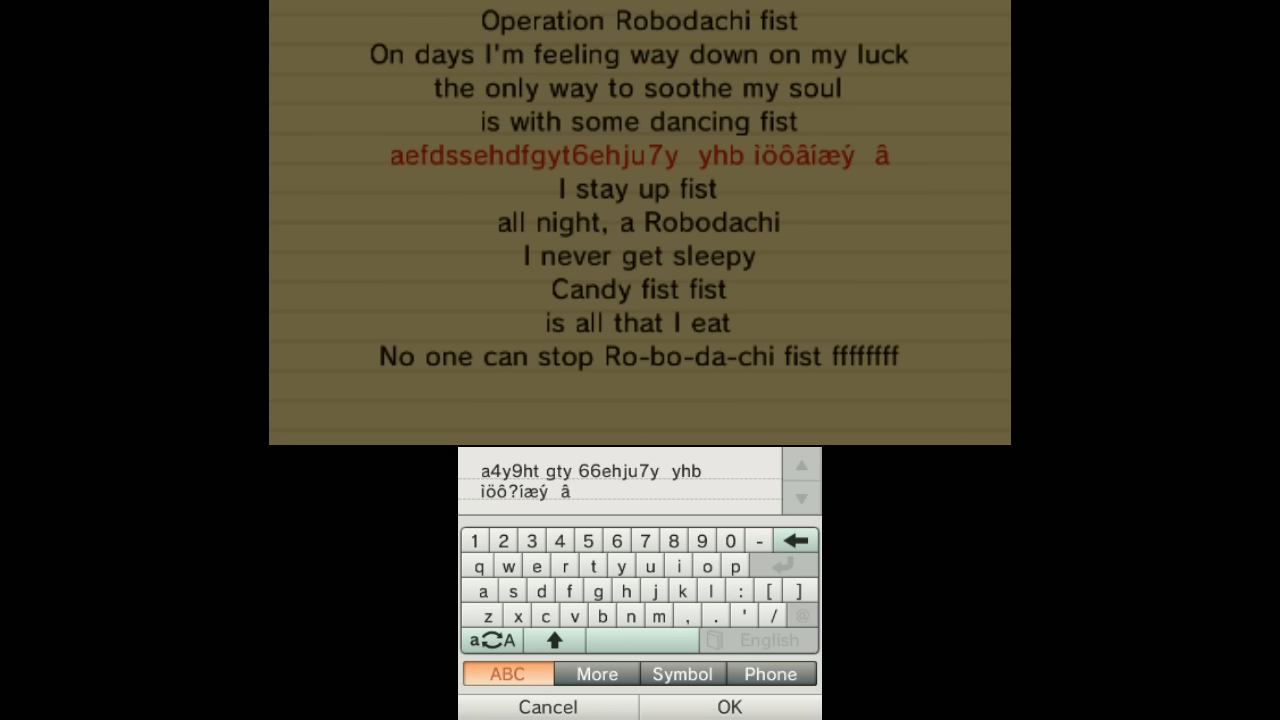 Operation Robodachi fist
On days I'm feeling way down on my luck
the only way to soothe my soul
is with some dancing fist
aefdssehdfgyt6ehju7y  yhb ìöôâíæý  â
I stay up fist
all night, a Robodachi
I never get sleepy
Candy fist fist
is all that I eat
No one can stop Ro-bo-da-chi fist ffffffff
a4y9ht gty 66ehju7y  yhb
ìöô?íæý  â
1 2 3 4 5 6 7 8 9 0 -
q w e r t y u i o p
a s d f g h j k l : [ ]
z x c v b n m , . ' / @
a A English
ABC More Symbol Phone
Cancel OK